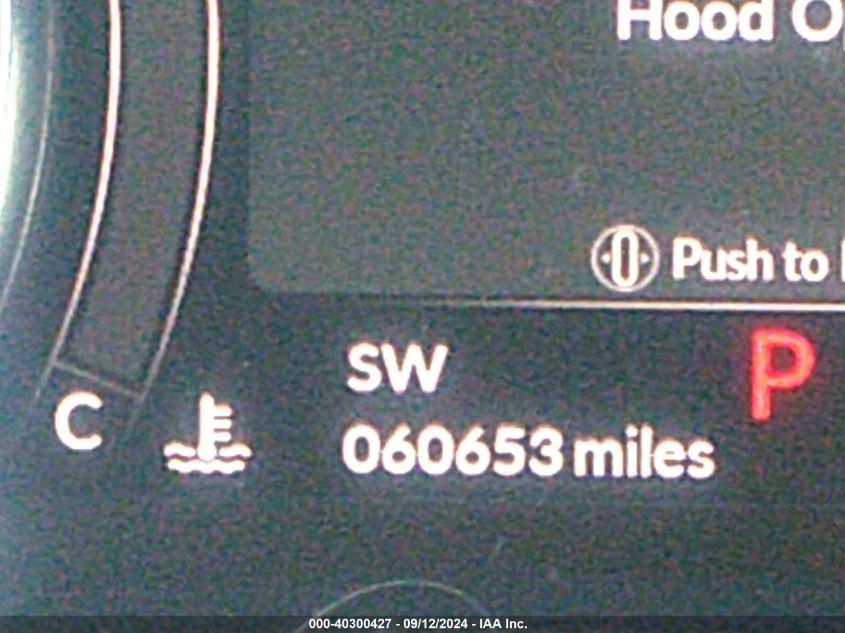 Hood
Push to
SW
P
C
060653 miles
000-40300427 - 09/12/2024 - IAA Inc.